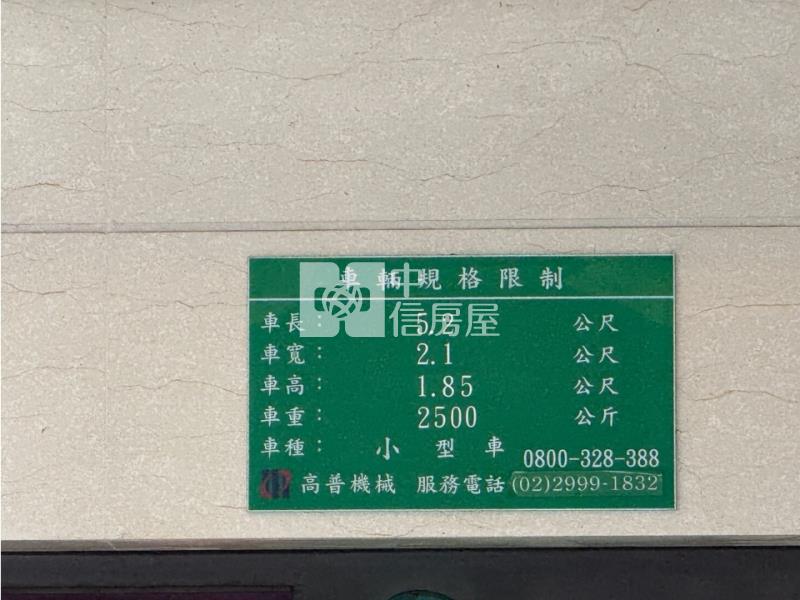 車輛規格限制
中信房屋
車長： 5.2 公尺
車寬： 2.1 公尺
車高： 1.85 公尺
車重： 2500 公斤
車種： 小型車 0800-328-388
高普機械 服務電話 (02)2999-1832